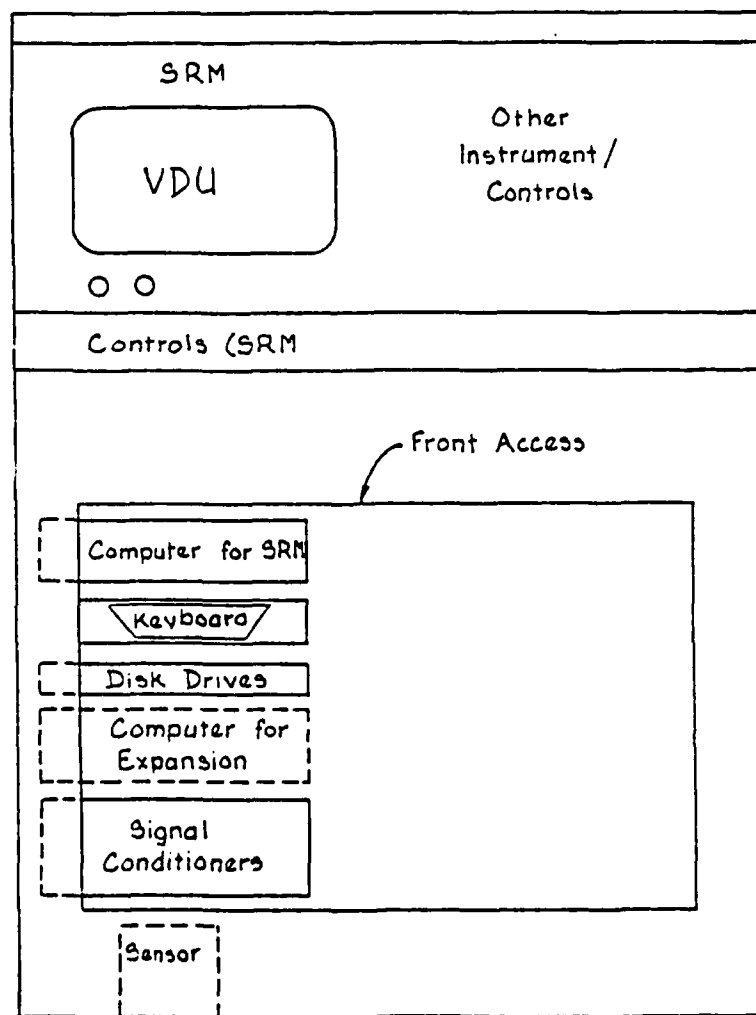 SRM
VDU
Other
Instrument/
Controls
Controls (SRM
Front Access
Computer for SRM
Keyboard
Disk Drives
Computer for
Expansion
Signal
Conditioners
Sensor